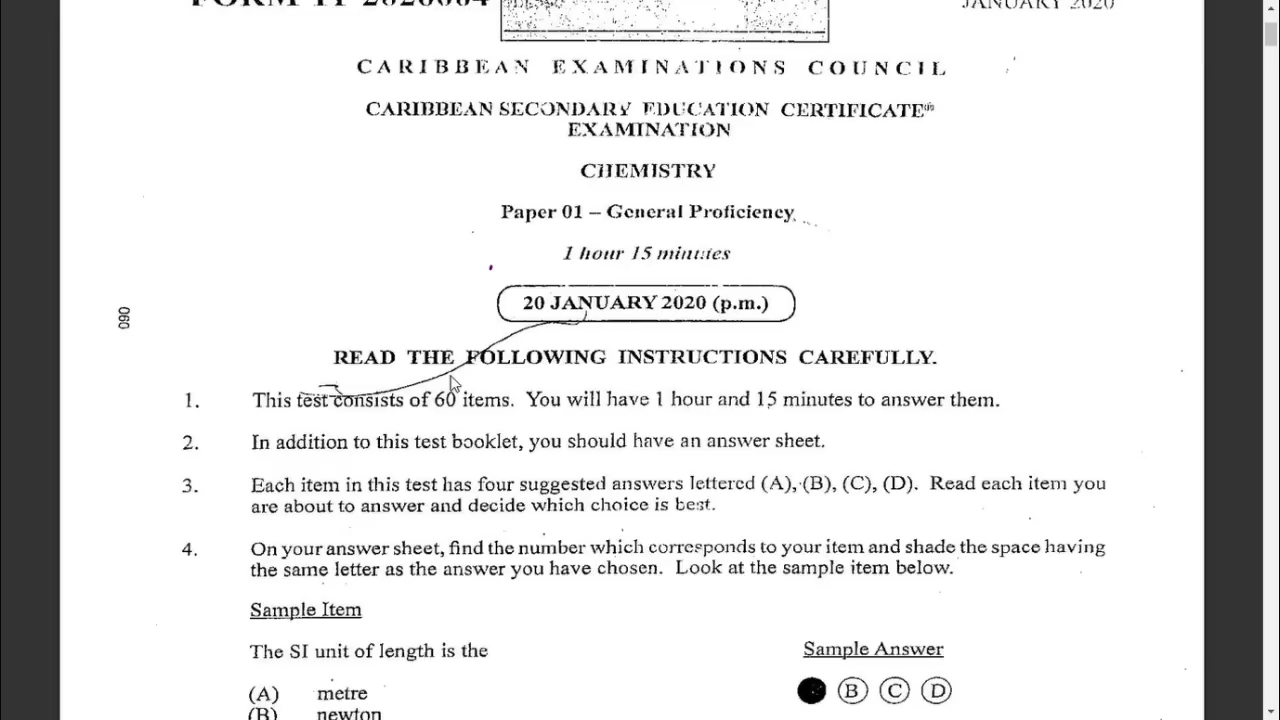 FORM TP 2020064
JANUARY 2020
CARIBBEAN EXAMINATIONS COUNCIL
CARIBBEAN SECONDARY EDUCATION CERTIFICATE®
EXAMINATION
CHEMISTRY
Paper 01 – General Proficiency
1 hour 15 minutes
20 JANUARY 2020 (p.m.)
090
READ THE FOLLOWING INSTRUCTIONS CAREFULLY.
1. This test consists of 60 items. You will have 1 hour and 15 minutes to answer them.
2. In addition to this test booklet, you should have an answer sheet.
3. Each item in this test has four suggested answers lettered (A), (B), (C), (D). Read each item you
are about to answer and decide which choice is best.
4. On your answer sheet, find the number which corresponds to your item and shade the space having
the same letter as the answer you have chosen. Look at the sample item below.
Sample Item
The SI unit of length is the
Sample Answer
(A) metre
B C D
(B) newton